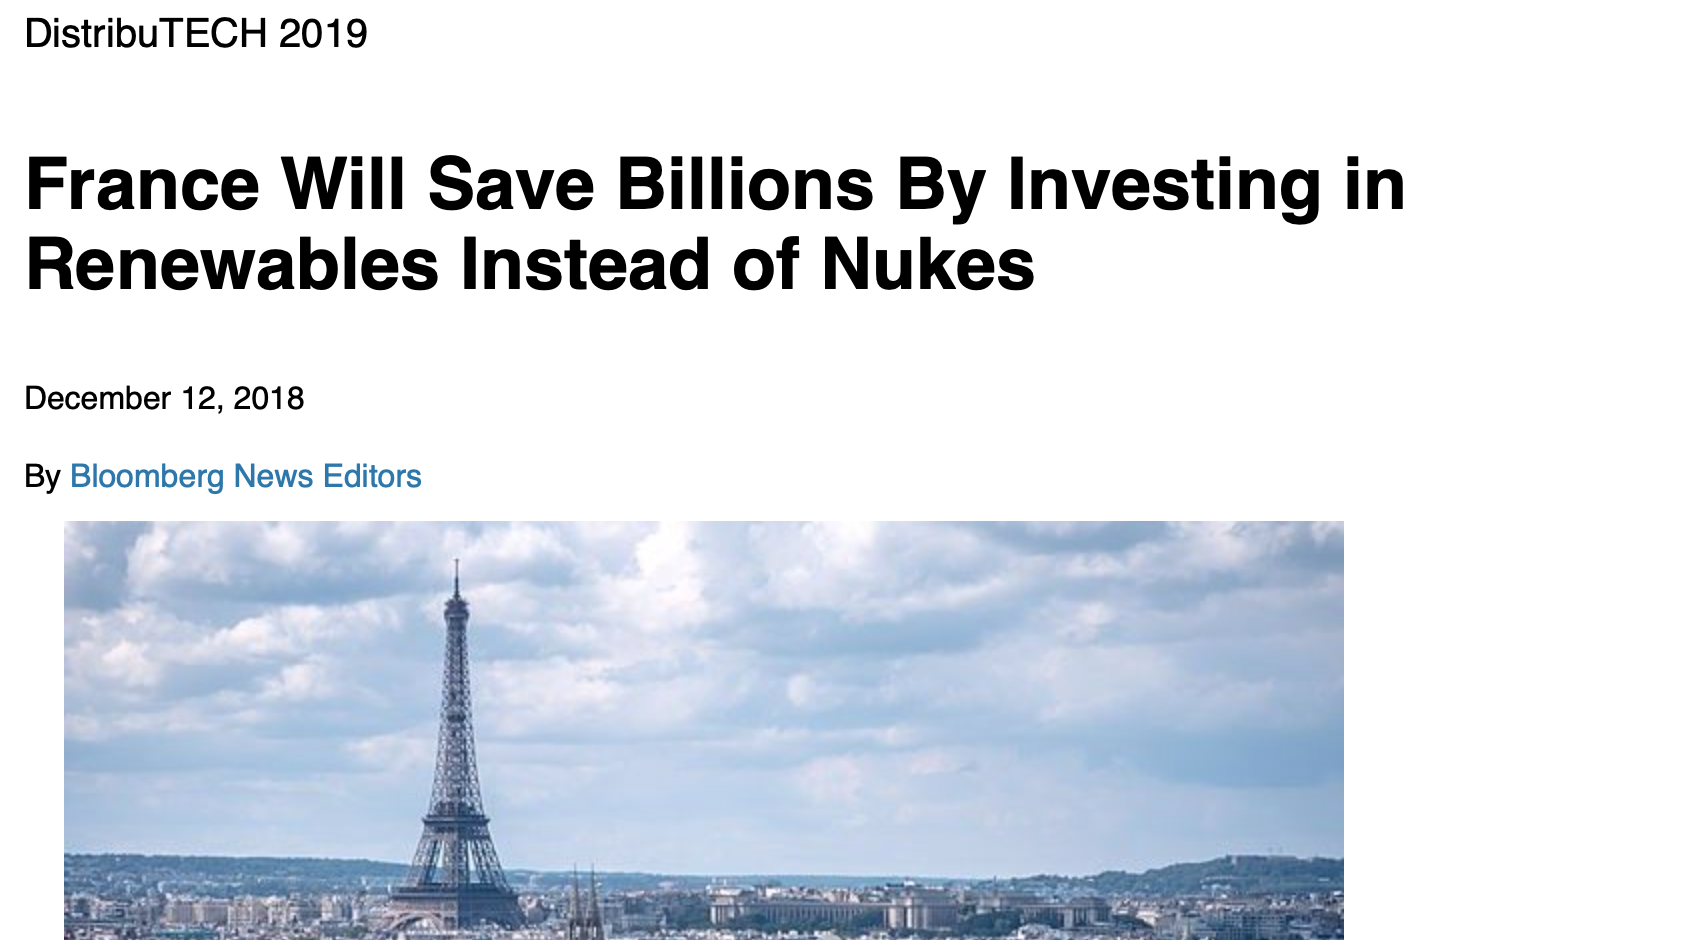 DistribuTECH 2019
France Will Save Billions By Investing in
Renewables Instead of Nukes
December 12, 2018
By Bloomberg News Editors